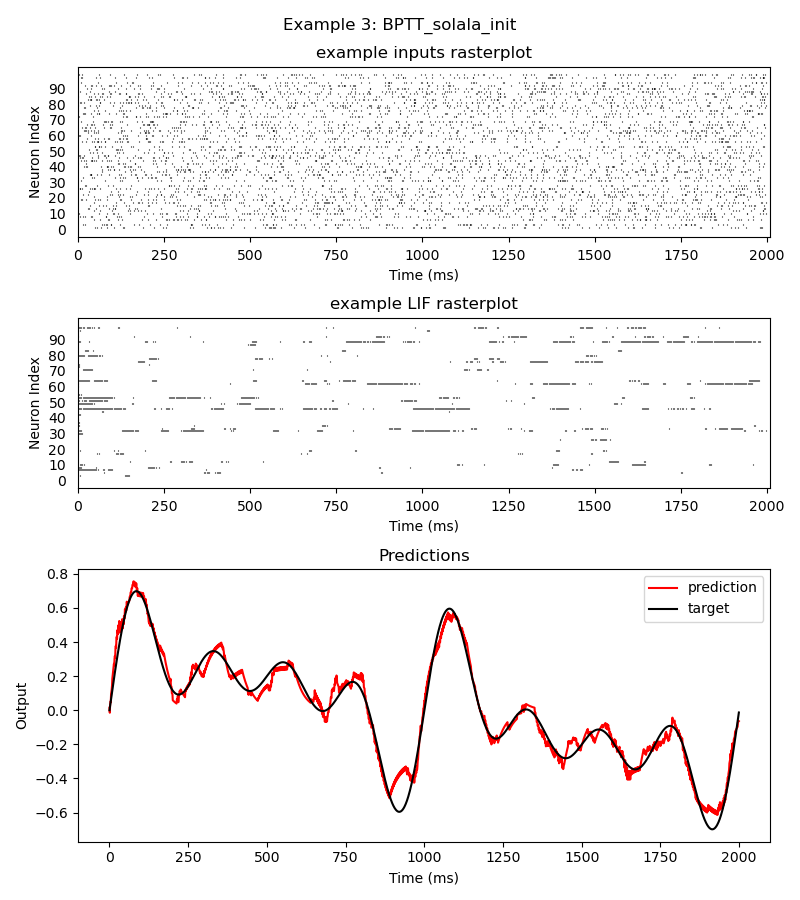 Example 3: BPTT_solala_init
example inputs rasterplot
90
80
70
60
50
40
30
20
10
0
Neuron Index
0 250 500 750 1000 1250 1500 1750 2000
Time (ms)
example LIF rasterplot
90
80
70
60
50
40
30
20
10
0
Neuron Index
0 250 500 750 1000 1250 1500 1750 2000
Time (ms)
Predictions
0.8
0.6
0.4
0.2
0.0
−0.2
−0.4
−0.6
Output
prediction
target
0 250 500 750 1000 1250 1500 1750 2000
Time (ms)